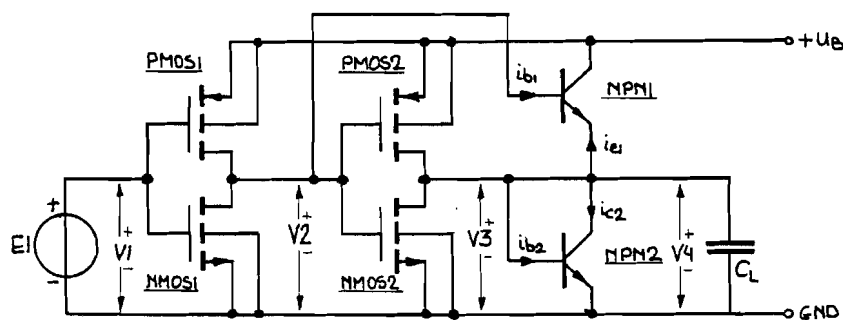 PMOS1
PMOS2
+UB
ib1
NPN1
ie1
E1
+
-
+
V1
-
+
V2
-
+
V3
-
ib2
ic2
NPN2
+
V4
-
CL
NMOS1
NMOS2
GND